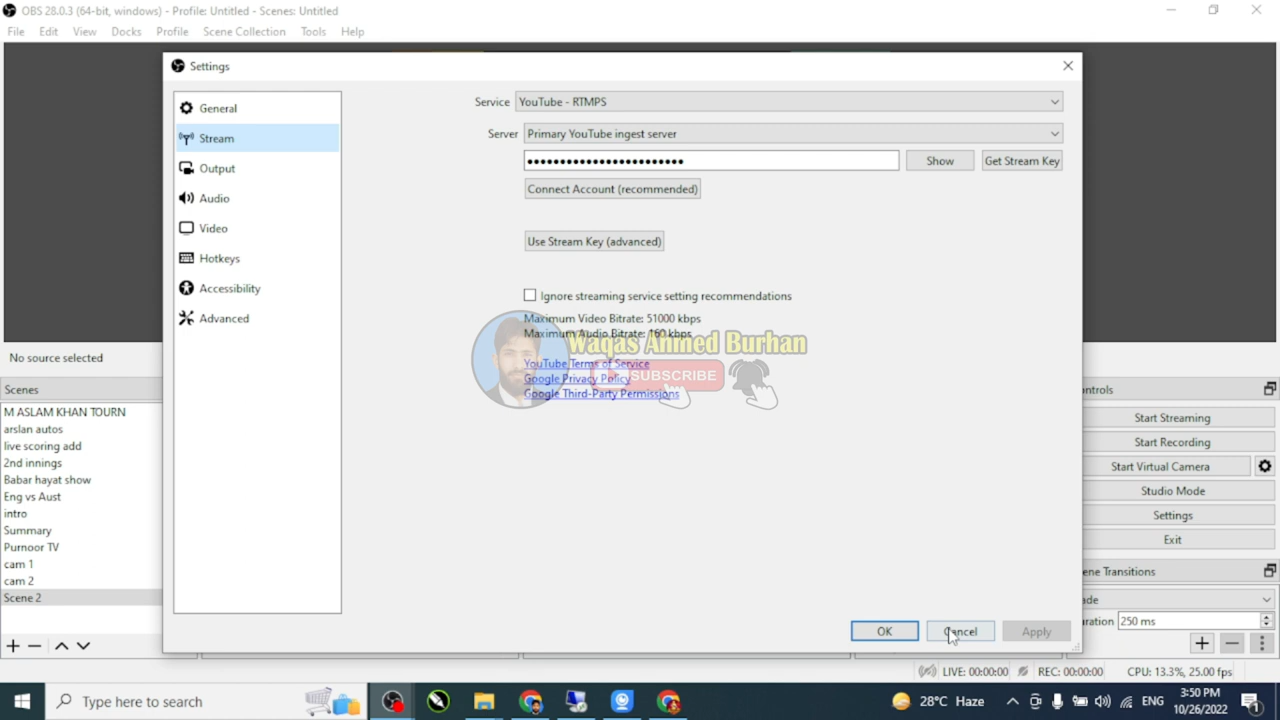 OBS 28.0.3 (64-bit, windows) - Profile: Untitled - Scenes: Untitled
File Edit View Docks Profile Scene Collection Tools Help
Settings
General
Stream
Output
Audio
Video
Hotkeys
Accessibility
Advanced
Service YouTube - RTMPS
Server Primary YouTube ingest server
Show Get Stream Key
Connect Account (recommended)
Use Stream Key (advanced)
Ignore streaming service setting recommendations
Maximum Video Bitrate: 51000 kbps
Maximum Audio Bitrate: 160 kbps
Waqas Ahmed Burhan
SUBSCRIBE
YouTube Terms of Service
Google Privacy Policy
Google Third-Party Permissions
OK Cancel Apply
No source selected
Scenes
M ASLAM KHAN TOURN
arslan autos
live scoring add
2nd innings
Babar hayat show
Eng vs Aust
intro
Summary
Purnoor TV
cam 1
cam 2
Scene 2
ontrols
Start Streaming
Start Recording
Start Virtual Camera
Studio Mode
Settings
Exit
ene Transitions
ade
uration 250 ms
LIVE: 00:00:00 REC: 00:00:00 CPU: 13.3%, 25.00 fps
Type here to search
28°C Haze
ENG
3:50 PM
10/26/2022
1